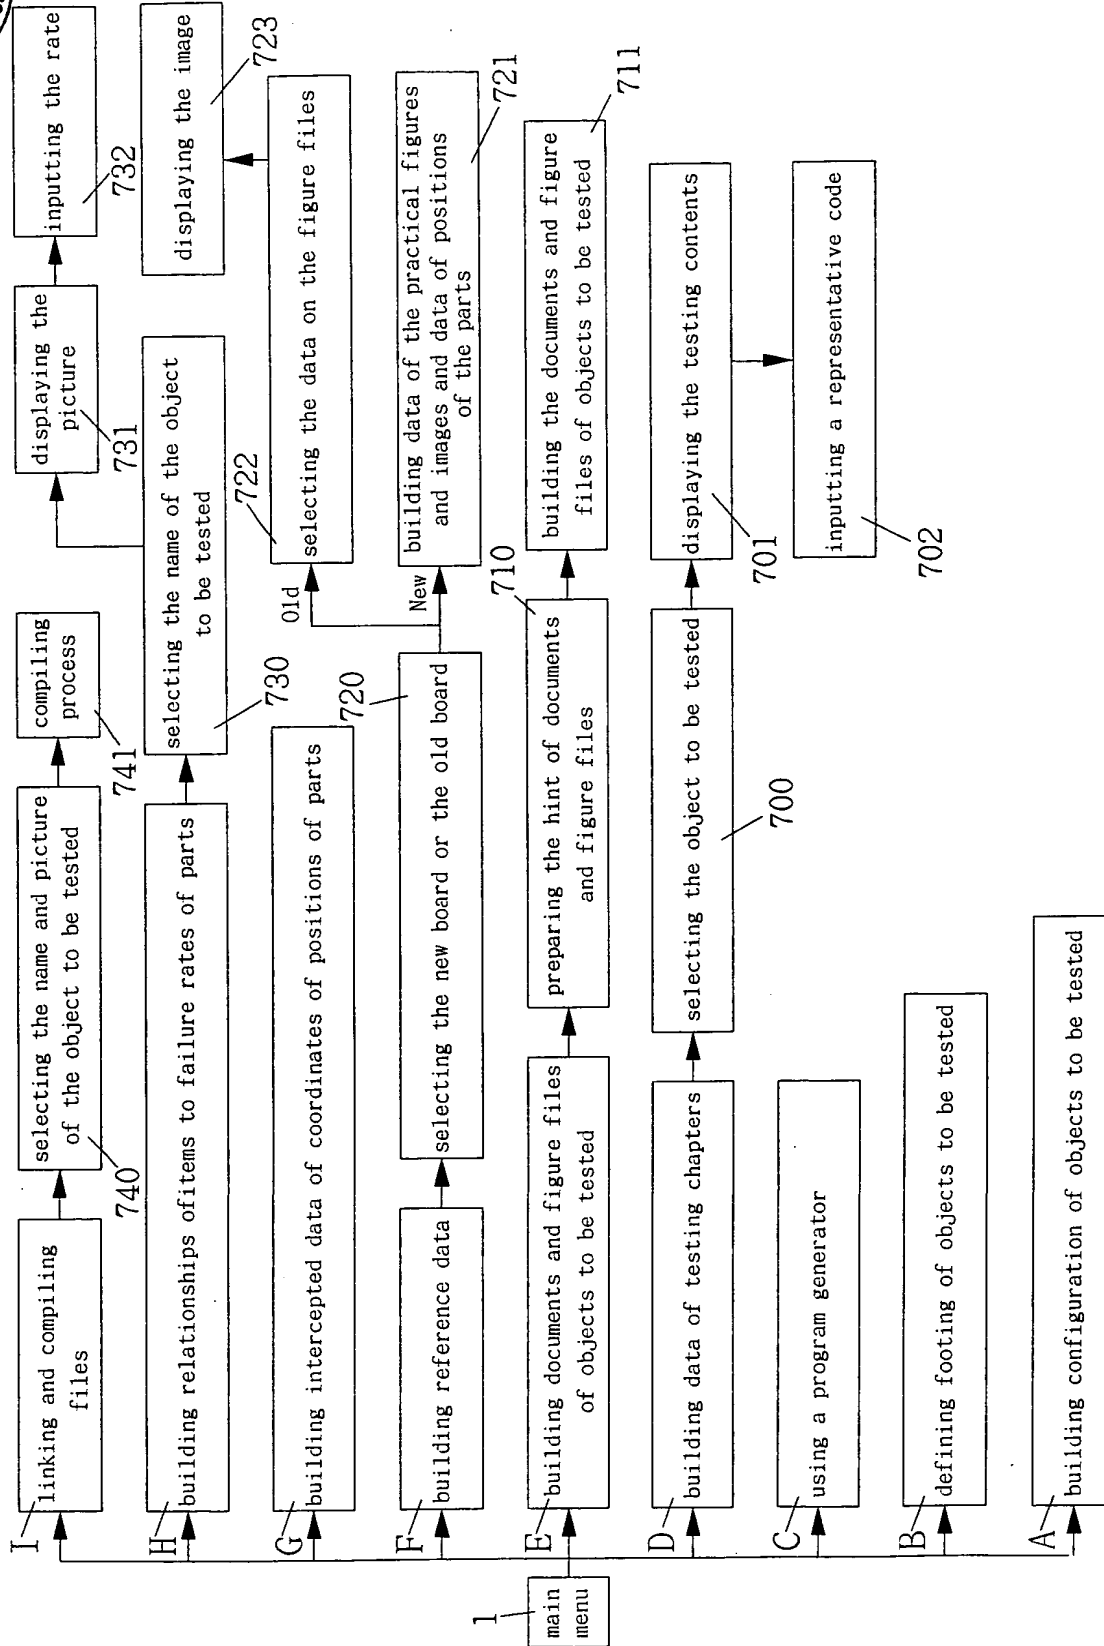 1
main
menu
I
linking and compiling
files
740
selecting the name and picture
of the object to be tested
741
compiling
process
H
building relationships ofitems to failure rates of parts
730
selecting the name of the object
to be tested
731
displaying the
picture
732
inputting the rate
G
building intercepted data of coordinates of positions of parts
F
building reference data
720
selecting the new board or the old board
Old
722
selecting the data on the figure files
723
displaying the image
New
721
building data of the practical figures
and images and data of positions
of the parts
E
building documents and figure files
of objects to be tested
710
preparing the hint of documents
and figure files
711
building the documents and figure
files of objects to be tested
D
building data of testing chapters
700
selecting the object to be tested
701
displaying the testing contents
702
inputting a representative code
C
using a program generator
B
defining footing of objects to be tested
A
building configuration of objects to be tested